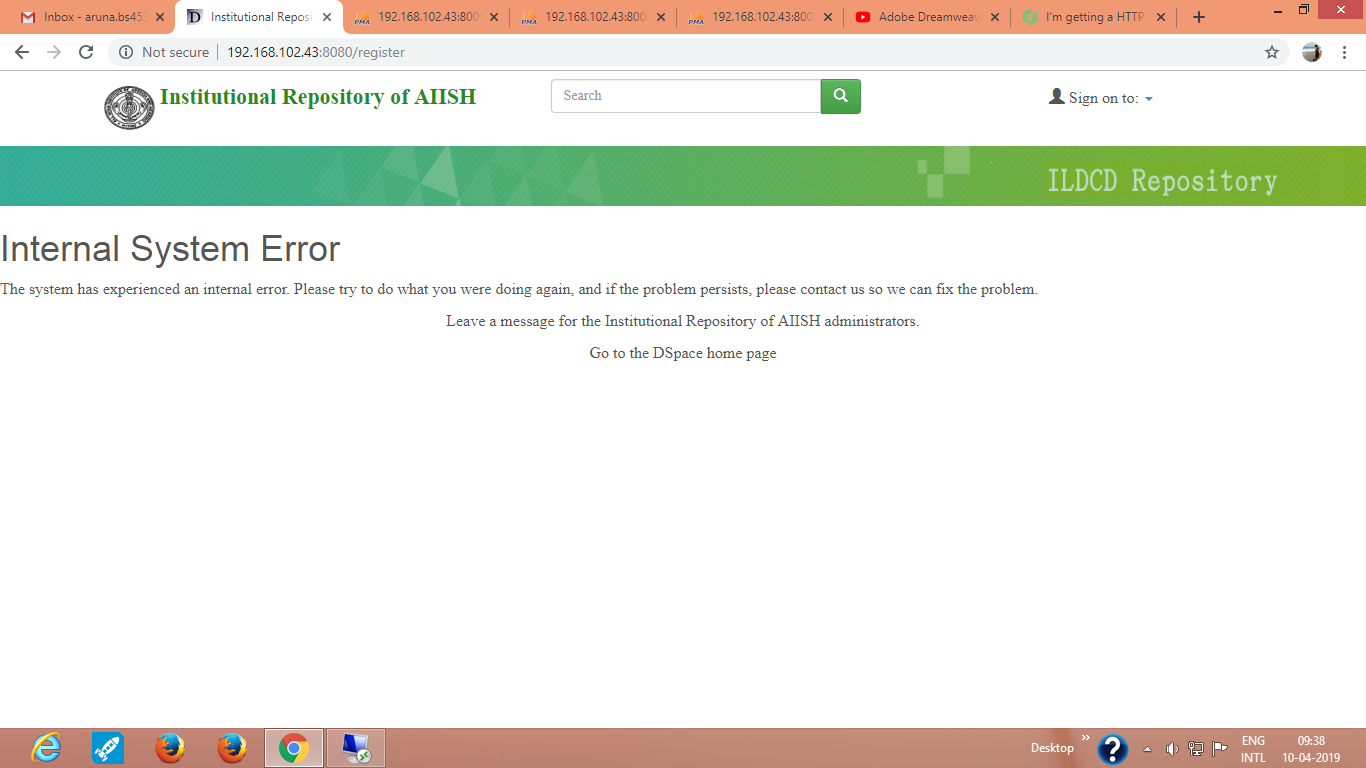 Inbox - aruna.bs453
Institutional Reposi
192.168.102.43:800
192.168.102.43:800
192.168.102.43:800
Adobe Dreamweav
I'm getting a HTTP
Not secure
192.168.102.43:8080/register
Institutional Repository of AIISH
Search
Sign on to:
ILDCD Repository
Internal System Error
The system has experienced an internal error. Please try to do what you were doing again, and if the problem persists, please contact us so we can fix the problem.
Leave a message for the Institutional Repository of AIISH administrators.
Go to the DSpace home page
Desktop
ENG
INTL
09:38
10-04-2019